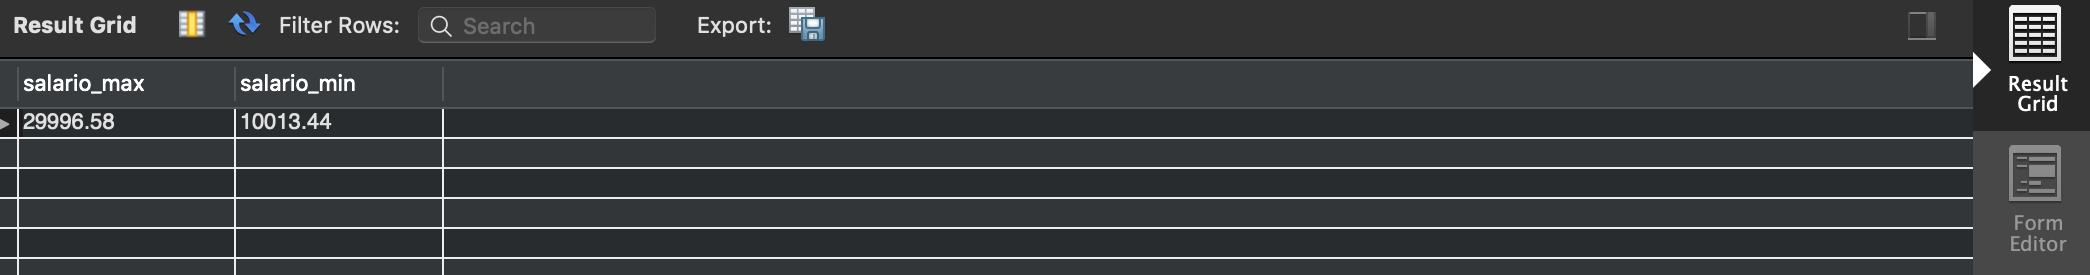 Result Grid Filter Rows: Search Export:
salario_max salario_min
29996.58 10013.44
Result
Grid
Form
Editor